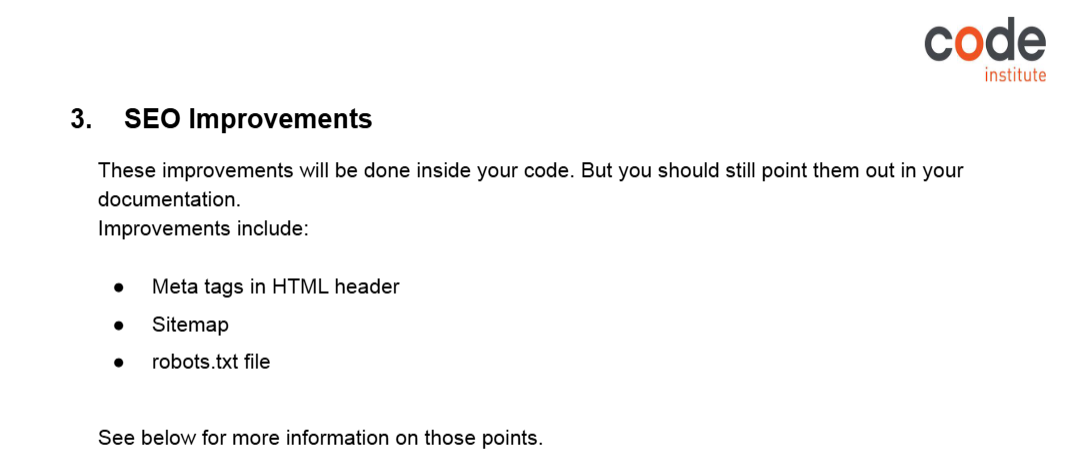 code
institute
3. SEO Improvements
These improvements will be done inside your code. But you should still point them out in your
documentation.
Improvements include:
● Meta tags in HTML header
● Sitemap
● robots.txt file
See below for more information on those points.